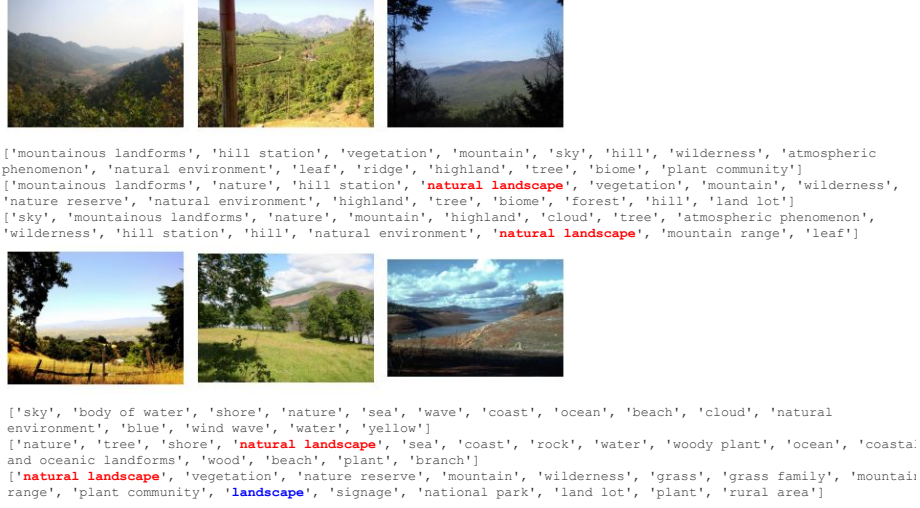 ['mountainous landforms', 'hill station', 'vegetation', 'mountain', 'sky', 'hill', 'wilderness', 'atmospheric
phenomenon', 'natural environment', 'leaf', 'ridge', 'highland', 'tree', 'biome', 'plant community']
['mountainous landforms', 'nature', 'hill station', 'natural landscape', 'vegetation', 'mountain', 'wilderness',
'nature reserve', 'natural environment', 'highland', 'tree', 'biome', 'forest', 'hill', 'land lot']
['sky', 'mountainous landforms', 'nature', 'mountain', 'highland', 'cloud', 'tree', 'atmospheric phenomenon',
'wilderness', 'hill station', 'hill', 'natural environment', 'natural landscape', 'mountain range', 'leaf']
['sky', 'body of water', 'shore', 'nature', 'sea', 'wave', 'coast', 'ocean', 'beach', 'cloud', 'natural
environment', 'blue', 'wind wave', 'water', 'yellow']
['nature', 'tree', 'shore', 'natural landscape', 'sea', 'coast', 'rock', 'water', 'woody plant', 'ocean', 'coastal
and oceanic landforms', 'wood', 'beach', 'plant', 'branch']
['natural landscape', 'vegetation', 'nature reserve', 'mountain', 'wilderness', 'grass', 'grass family', 'mountain
range', 'plant community', 'landscape', 'signage', 'national park', 'land lot', 'plant', 'rural area']